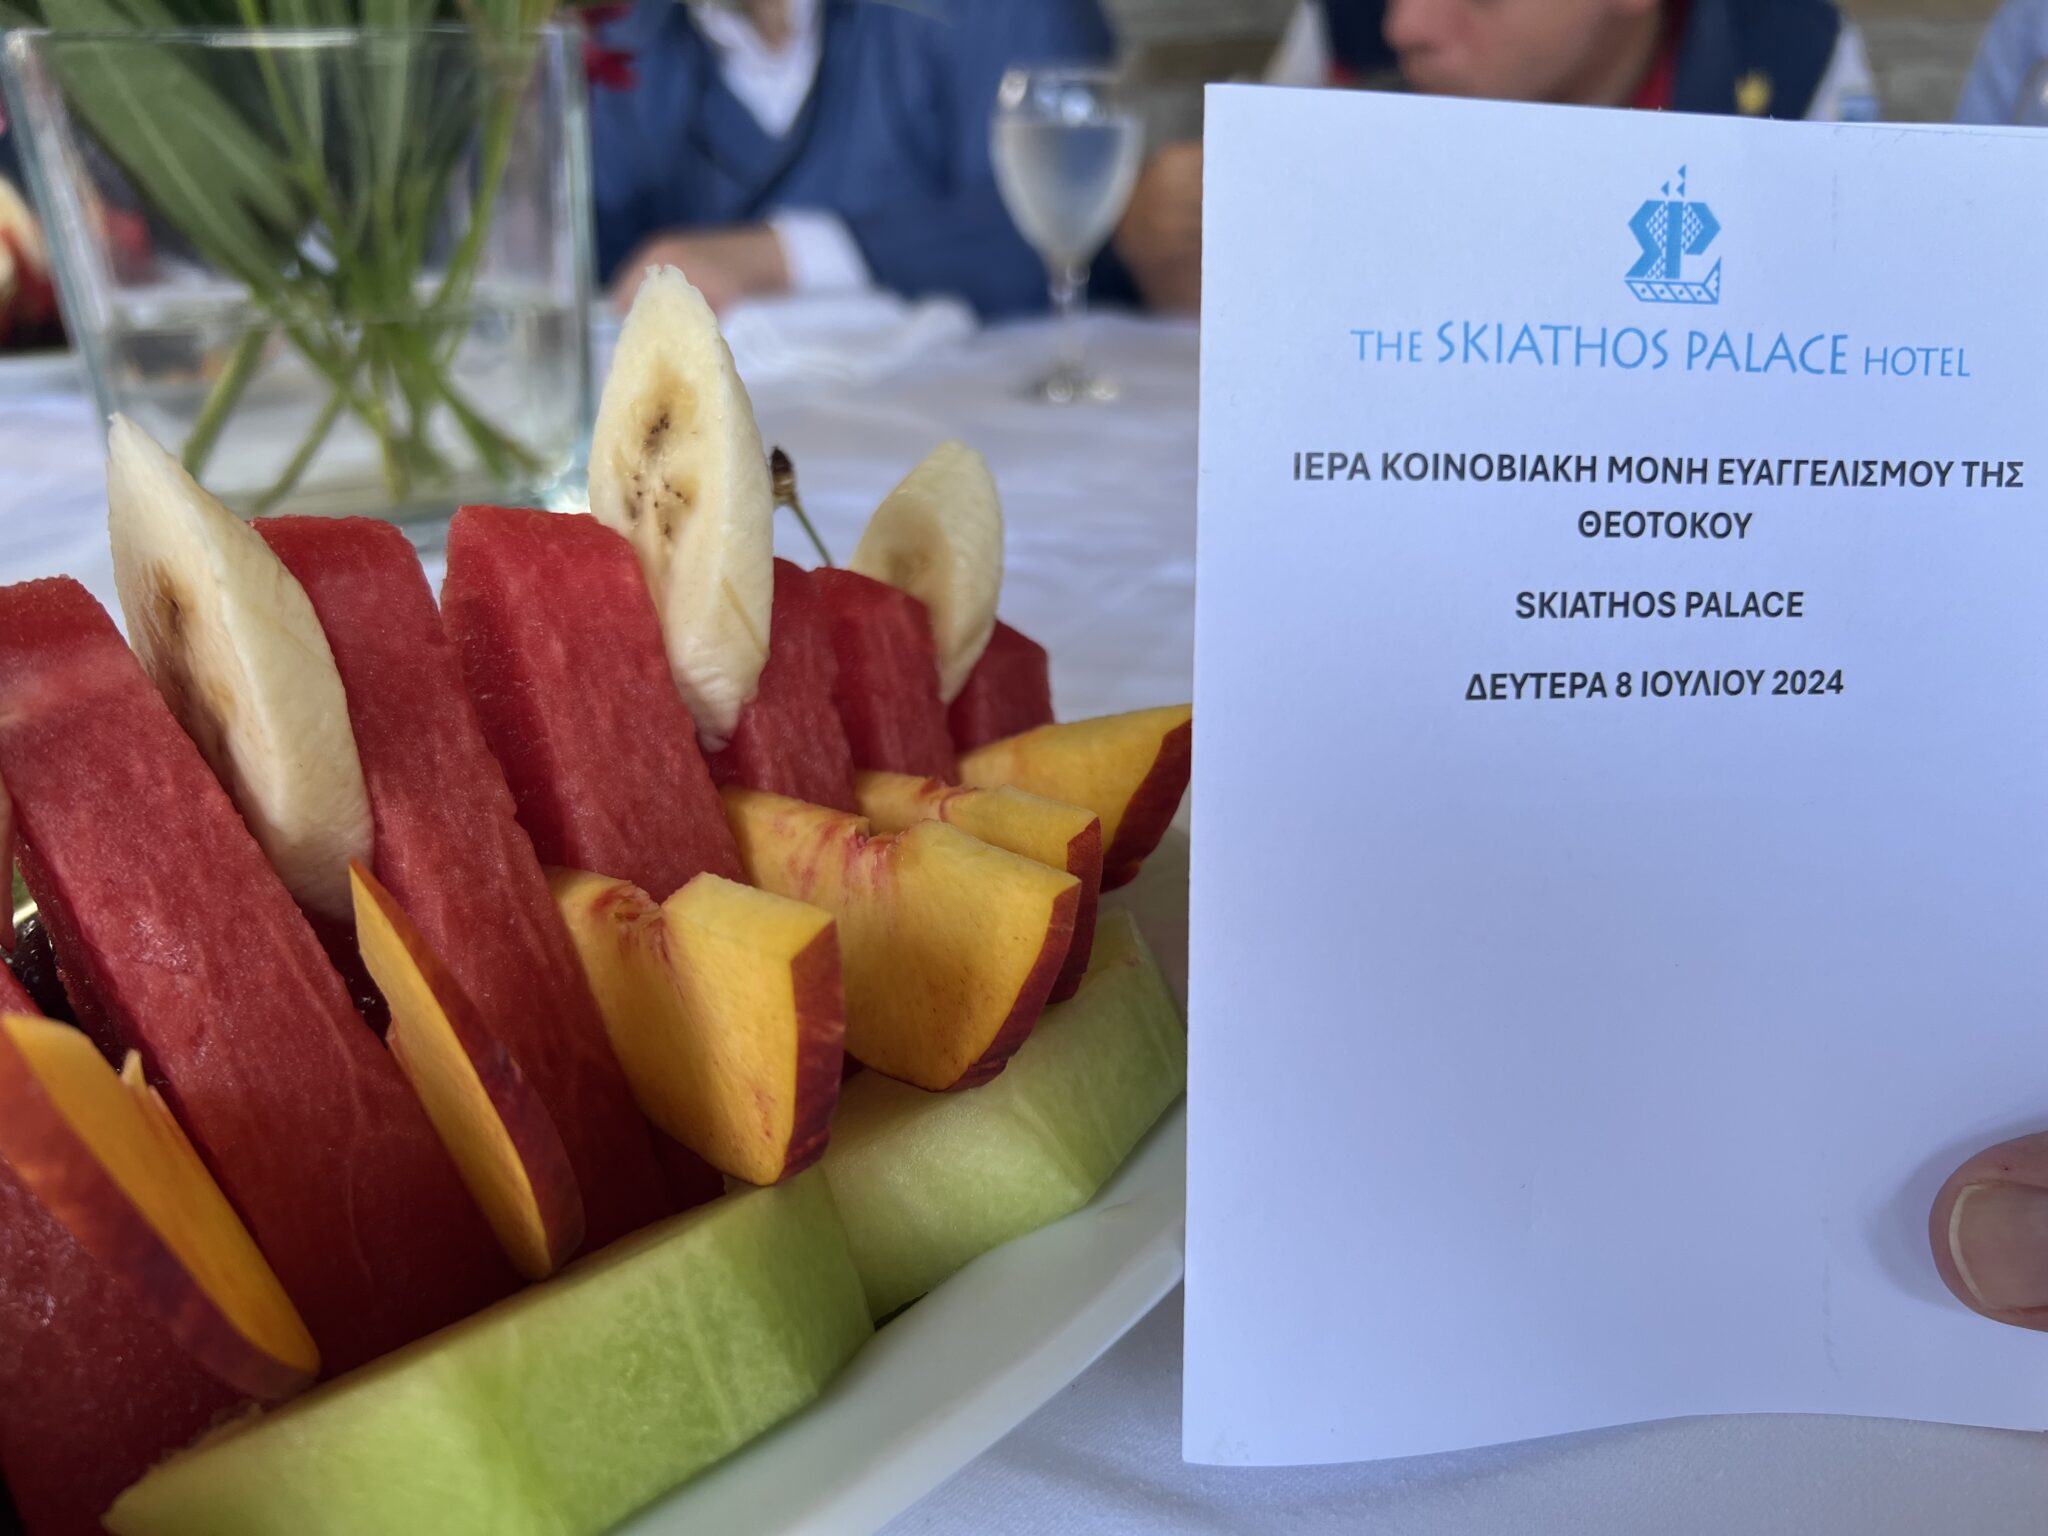 THE SKIATHOS PALACE HOTEL
ΙΕΡΑ ΚΟΙΝΟΒΙΑΚΗ ΜΟΝΗ ΕΥΑΓΓΕΛΙΣΜΟΥ ΤΗΣ
ΘΕΟΤΟΚΟΥ
SKIATHOS PALACE
ΔΕΥΤΕΡΑ 8 ΙΟΥΛΙΟΥ 2024